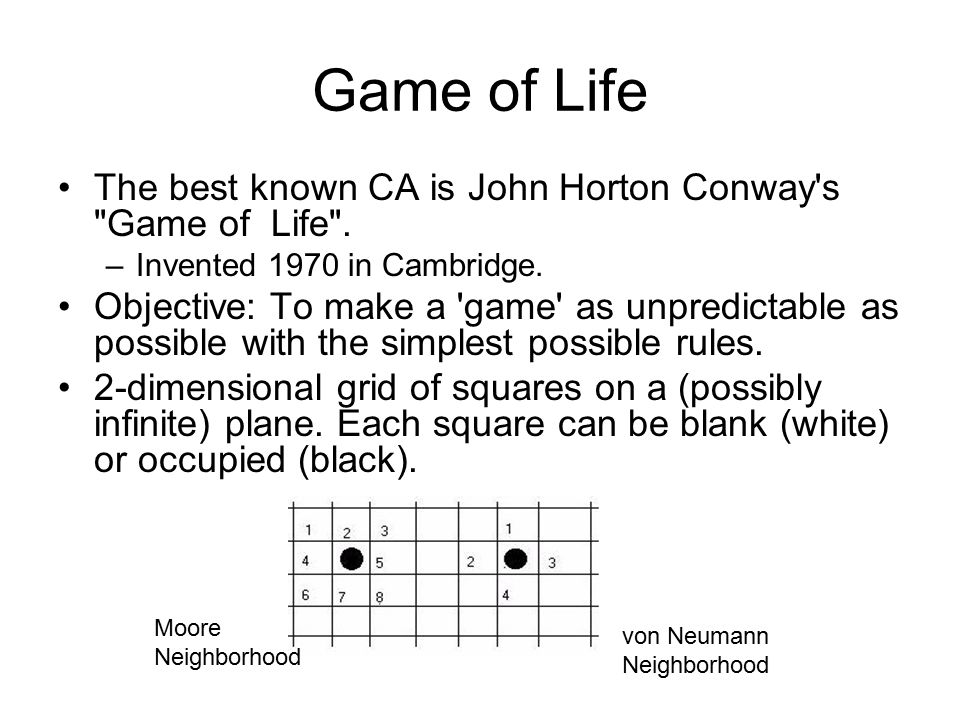 Game of Life
• The best known CA is John Horton Conway's
"Game of Life".
– Invented 1970 in Cambridge.
• Objective: To make a 'game' as unpredictable as
possible with the simplest possible rules.
• 2-dimensional grid of squares on a (possibly
infinite) plane. Each square can be blank (white)
or occupied (black).
1 2 3 1
4 5 2 3
6 7 8 4
Moore
Neighborhood
von Neumann
Neighborhood